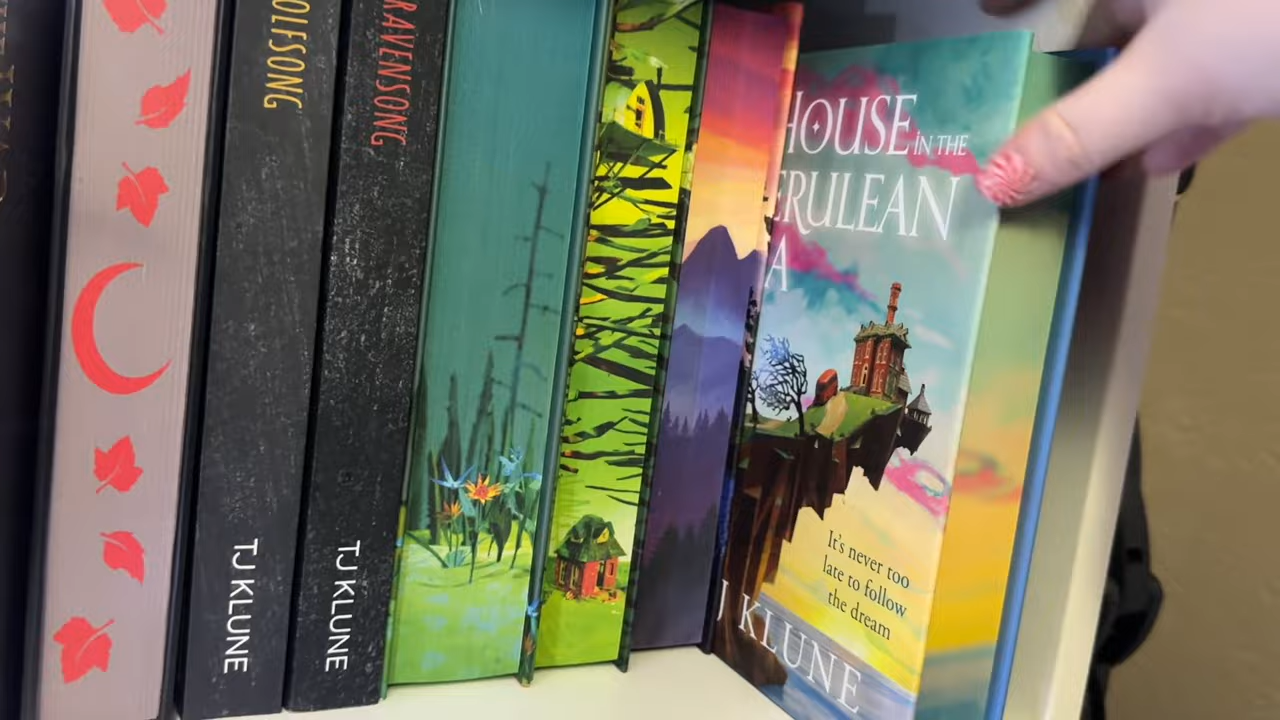 OLFSONG
TJ KLUNE
RAVENSONG
TJ KLUNE
HOUSE IN THE
ERULEAN
A
It's never too
late to follow
the dream
J KLUNE